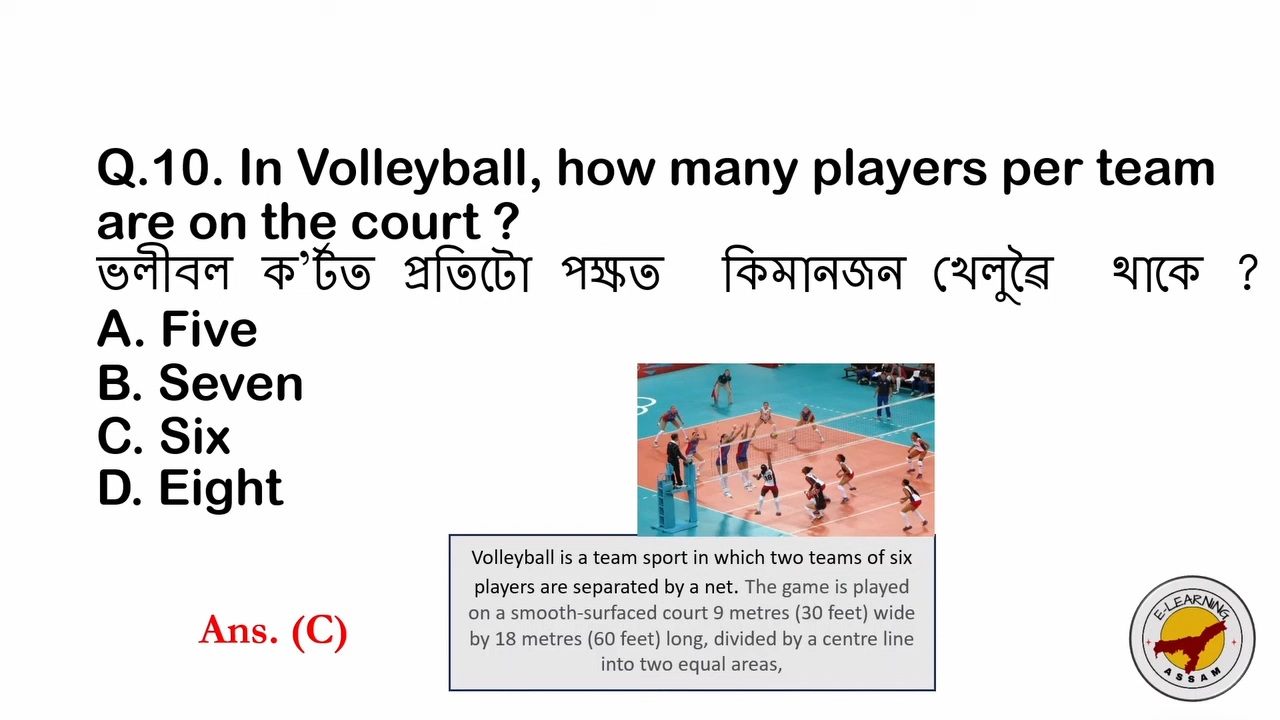 Q.10. In Volleyball, how many players per team
are on the court ?
ভলীবল ক’ৰ্টত প্ৰতিটো পক্ষত কিমানজন খেলুৱৈ থাকে ?
A. Five
B. Seven
C. Six
D. Eight
Volleyball is a team sport in which two teams of six
players are separated by a net. The game is played
on a smooth-surfaced court 9 metres (30 feet) wide
by 18 metres (60 feet) long, divided by a centre line
into two equal areas,
Ans. (C)
E-LEARNING
ASSAM